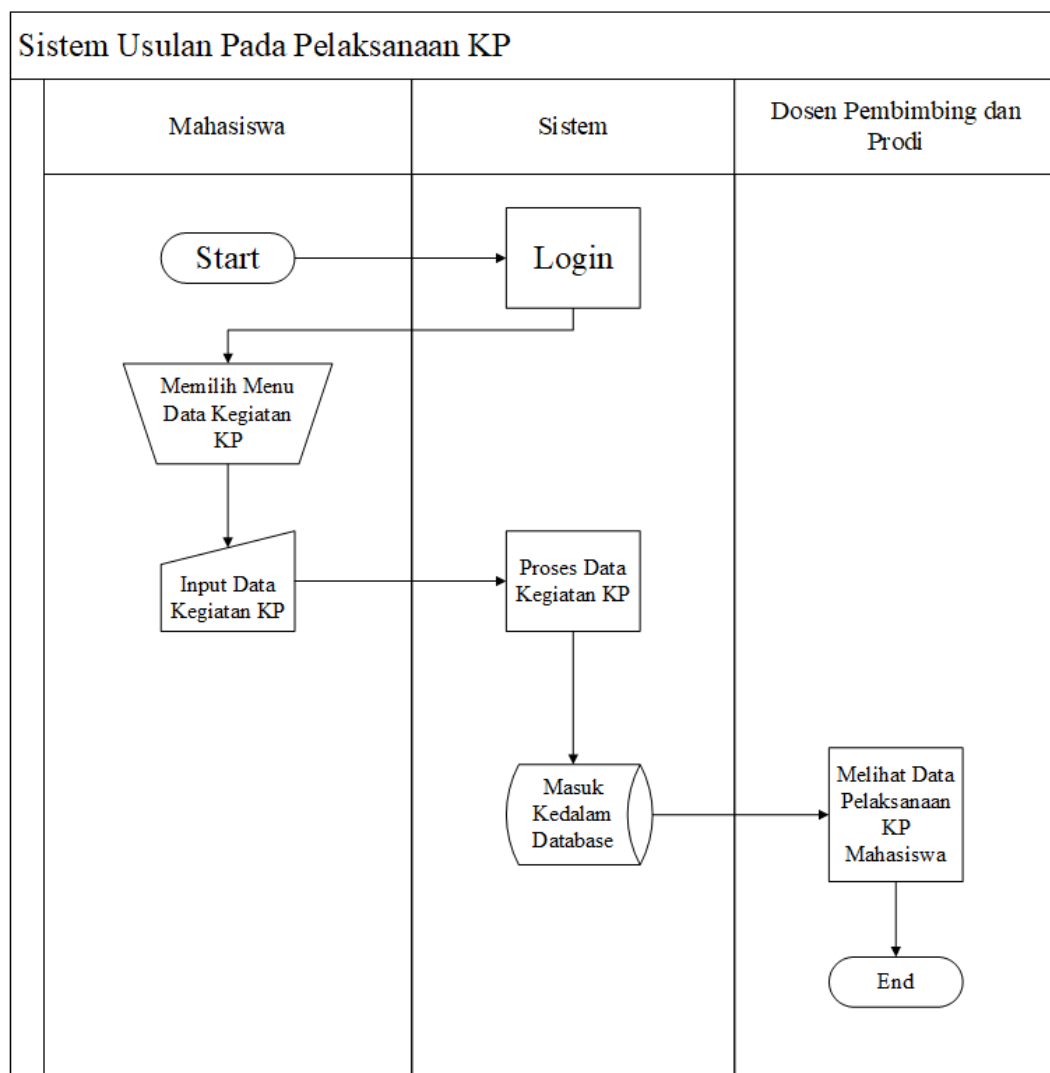 Sistem Usulan Pada Pelaksanaan KP
Mahasiswa
Sistem
Dosen Pembimbing dan
Prodi
Start
Login
Memilih Menu
Data Kegiatan
KP
Input Data
Kegiatan KP
Proses Data
Kegiatan KP
Masuk
Kedalam
Database
Melihat Data
Pelaksanaan
KP
Mahasiswa
End